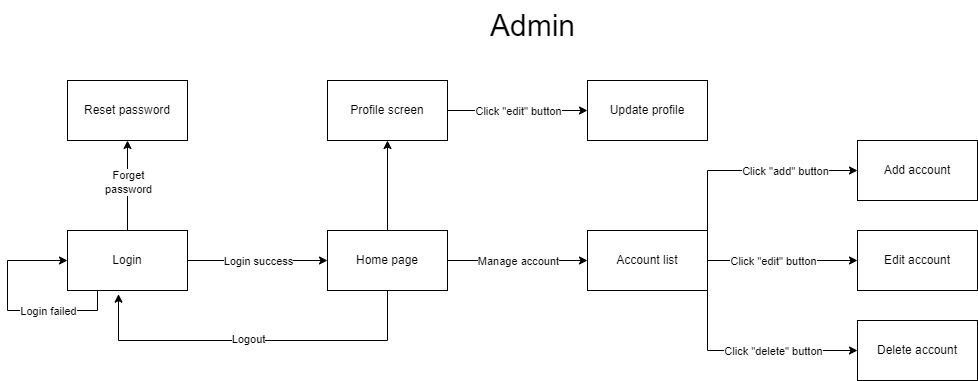 Admin
Reset password
Profile screen
Click "edit" button
Update profile
Forget
password
Click "add" button
Add account
Login
Login success
Home page
Manage account
Account list
Click "edit" button
Edit account
Login failed
Logout
Click "delete" button
Delete account